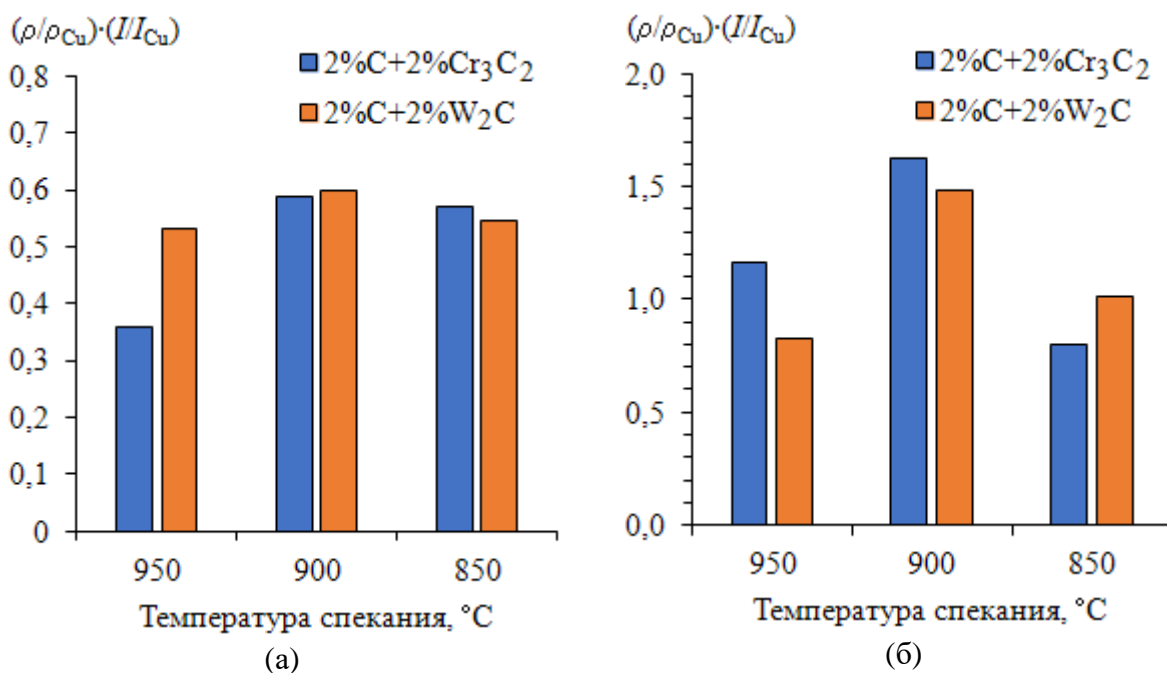 (ρ/ρCu)·(I/ICu)
2%C+2%Cr3C2
2%C+2%W2C
0,8
0,7
0,6
0,5
0,4
0,3
0,2
0,1
0
950 900 850
Температура спекания, °C
(а)
(ρ/ρCu)·(I/ICu)
2%C+2%Cr3C2
2%C+2%W2C
2,0
1,5
1,0
0,5
0,0
950 900 850
Температура спекания, °C
(б)